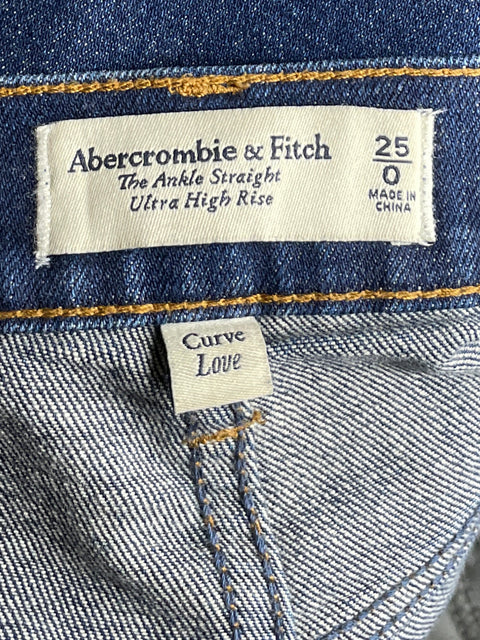 Abercrombie & Fitch
The Ankle Straight
Ultra High Rise
25
0
MADE IN
CHINA
Curve
Love